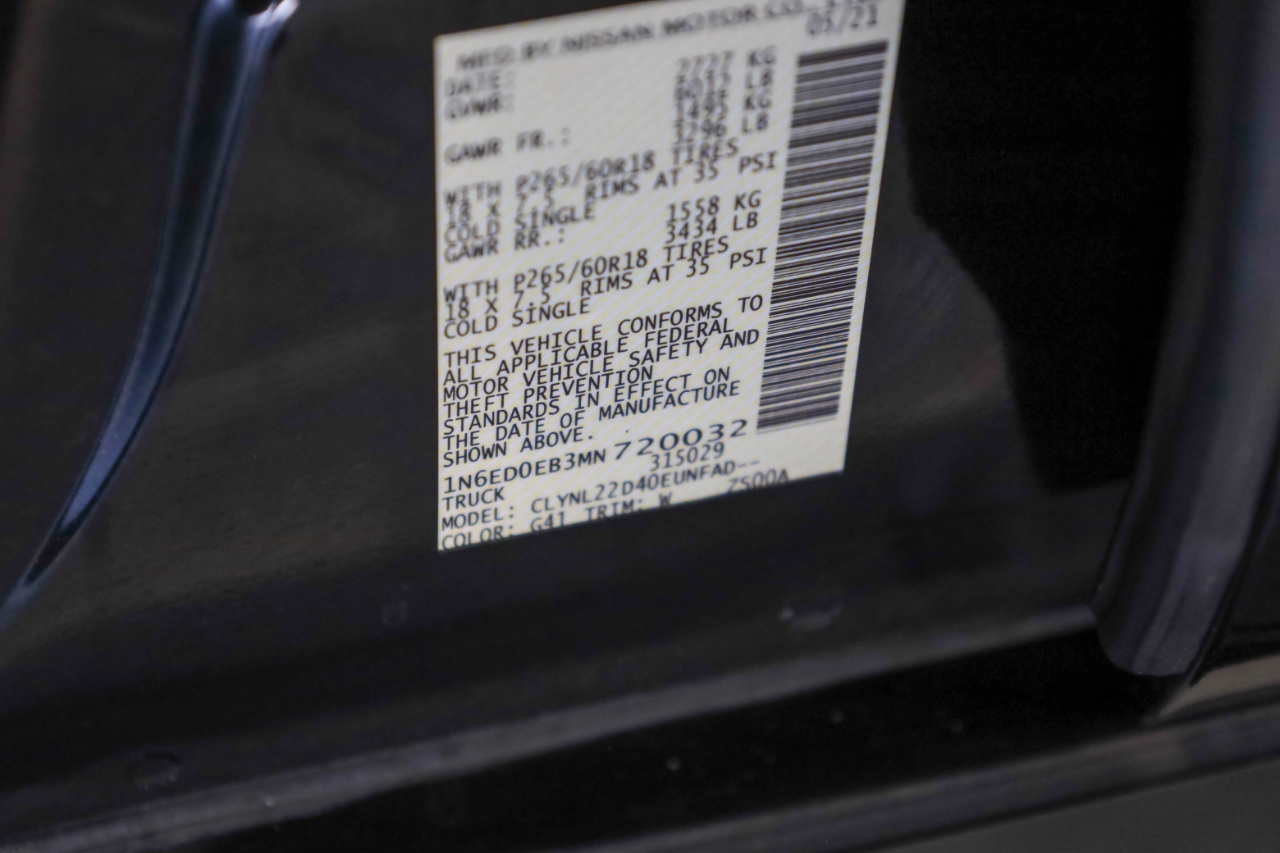 MFD BY NISSAN MOTOR CO.,
DATE: 05/21
GVWR: 2727 KG
6012 LB
GAWR FR.: 1495 KG
3296 LB
WITH P265/60R18 TIRES
18 X 7.5 RIMS AT 35 PSI
COLD SINGLE
GAWR RR.: 1558 KG
3434 LB
WITH P265/60R18 TIRES
18 X 7.5 RIMS AT 35 PSI
COLD SINGLE
THIS VEHICLE CONFORMS TO
ALL APPLICABLE FEDERAL
MOTOR VEHICLE SAFETY AND
THEFT PREVENTION
STANDARDS IN EFFECT ON
THE DATE OF MANUFACTURE
SHOWN ABOVE.
1N6ED0EB3MN 720032
TRUCK 315029
MODEL: CLYNL22D40EUNFAD--
COLOR: G41 TRIM: W ZS00A